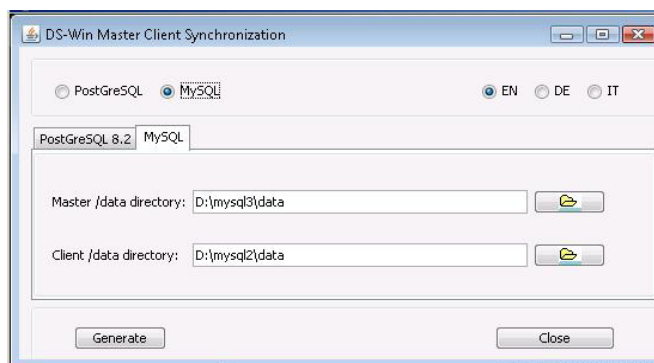 DS-Win Master Client Synchronization
PostGreSQL MySQL EN DE IT
PostGreSQL 8.2 MySQL
Master /data directory: D:\mysql3\data
Client /data directory: D:\mysql2\data
Generate Close